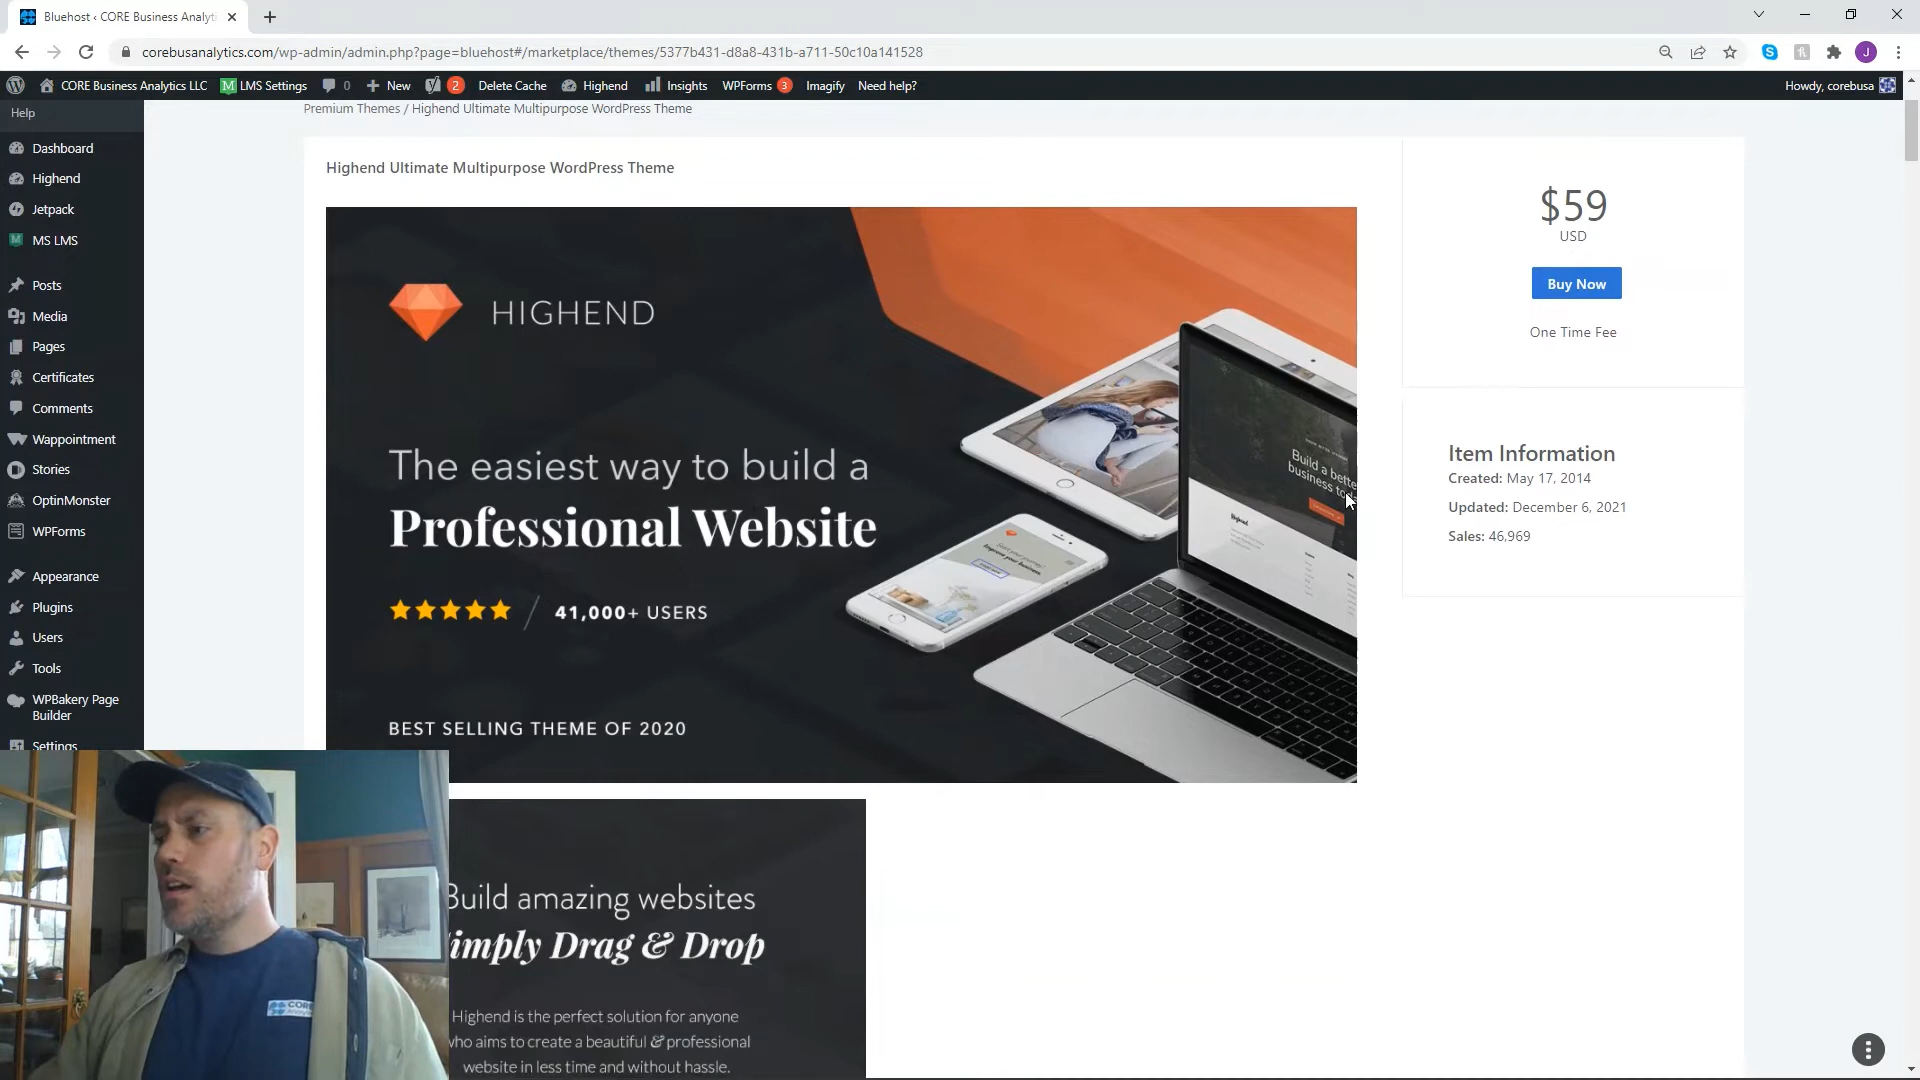 Bluehost ‹ CORE Business Analyti
corebusanalytics.com/wp-admin/admin.php?page=bluehost#/marketplace/themes/5377b431-d8a8-431b-a711-50c10a141528
J
CORE Business Analytics LLC
M LMS Settings
0
New
2
Delete Cache
Highend
Insights
WPForms 3
Imagify
Need help?
Howdy, corebusa
Help
Dashboard
Highend
Jetpack
MS LMS
Posts
Media
Pages
Certificates
Comments
Wappointment
Stories
OptinMonster
WPForms
Appearance
Plugins
Users
Tools
WPBakery Page
Builder
Settings
Premium Themes / Highend Ultimate Multipurpose WordPress Theme
Highend Ultimate Multipurpose WordPress Theme
HIGHEND
The easiest way to build a
Professional Website
41,000+ USERS
BEST SELLING THEME OF 2020
Build a bette
business tod
Highend
$59
USD
Buy Now
One Time Fee
Item Information
Created: May 17, 2014
Updated: December 6, 2021
Sales: 46,969
Build amazing websites
imply Drag & Drop
Highend is the perfect solution for anyone
who aims to create a beautiful & professional
website in less time and without hassle.
CORE